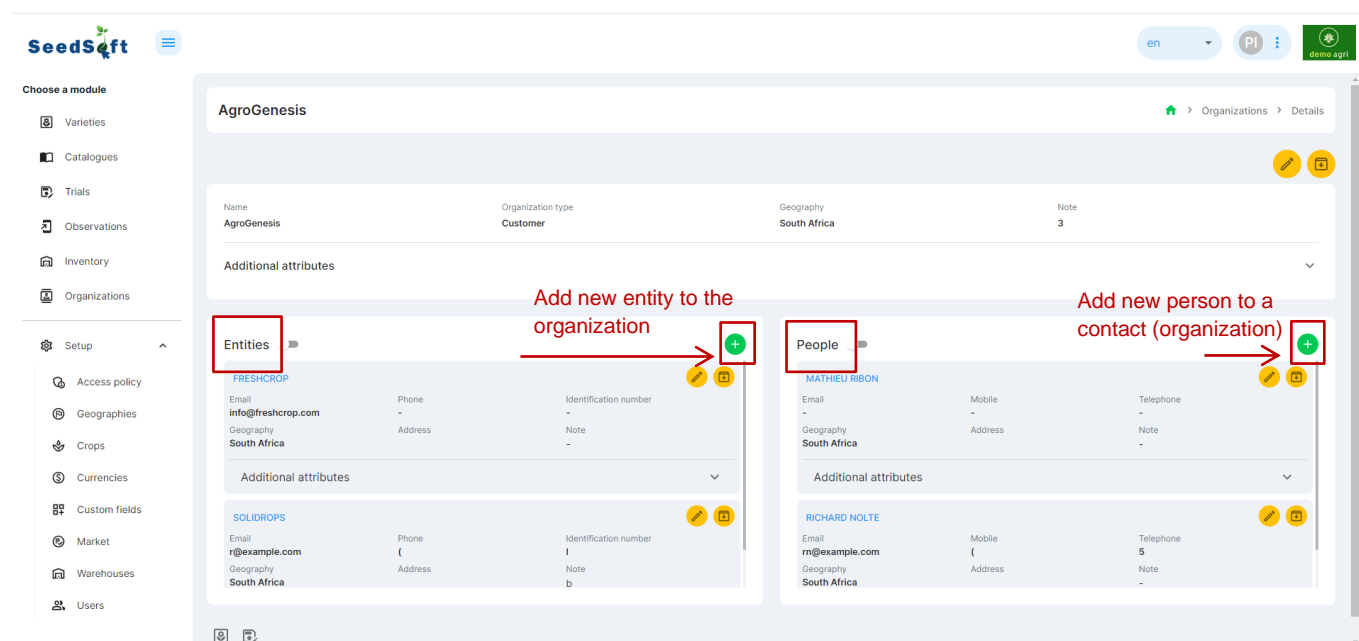 SeedSoft
en
PI
demo agri
Choose a module
Varieties
Catalogues
Trials
Observations
Inventory
Organizations
Setup
Access policy
Geographies
Crops
Currencies
Custom fields
Market
Warehouses
Users
AgroGenesis
Organizations > Details
Name
AgroGenesis
Organization type
Customer
Geography
South Africa
Note
3
Additional attributes
Add new entity to the
organization
Entities
FRESHCROP
Email
info@freshcrop.com
Phone
-
Identification number
-
Geography
South Africa
Address
Note
-
Additional attributes
SOLIDROPS
Email
r@example.com
Phone
(
Identification number
I
Geography
South Africa
Address
Note
b
Add new person to a
contact (organization)
People
MATHIEU RIBON
Email
-
Mobile
-
Telephone
-
Geography
South Africa
Address
Note
-
Additional attributes
RICHARD NOLTE
Email
rn@example.com
Mobile
(
Telephone
5
Geography
South Africa
Address
Note
-